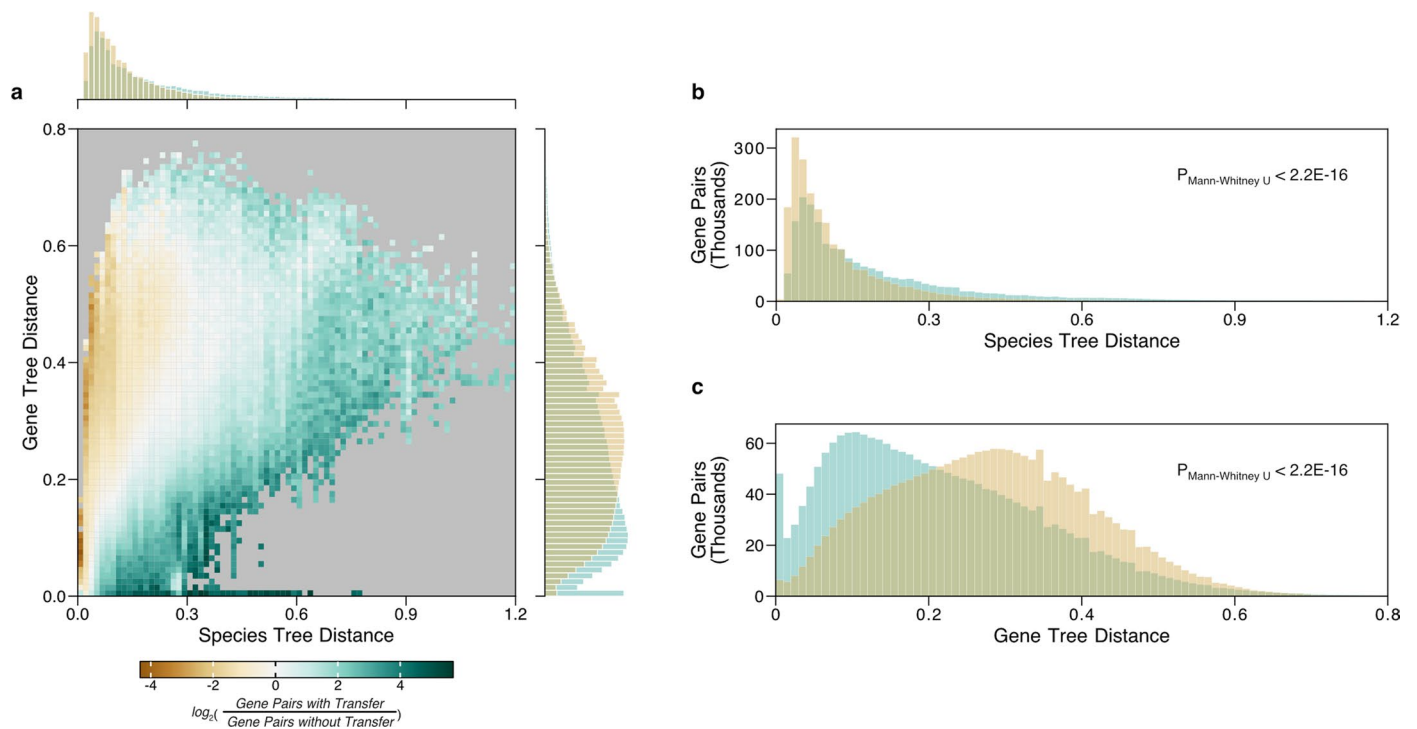 a
0.8
0.6
0.4
0.2
0.0
Gene Tree Distance
0.0
0.3
0.6
0.9
1.2
Species Tree Distance
-4
-2
0
2
4
log2( Gene Pairs with Transfer
Gene Pairs without Transfer )
b
300
200
100
0
Gene Pairs
(Thousands)
P Mann-Whitney U < 2.2E-16
0
0.3
0.6
0.9
1.2
Species Tree Distance
c
60
40
20
0
Gene Pairs
(Thousands)
P Mann-Whitney U < 2.2E-16
0
0.2
0.4
0.6
0.8
Gene Tree Distance